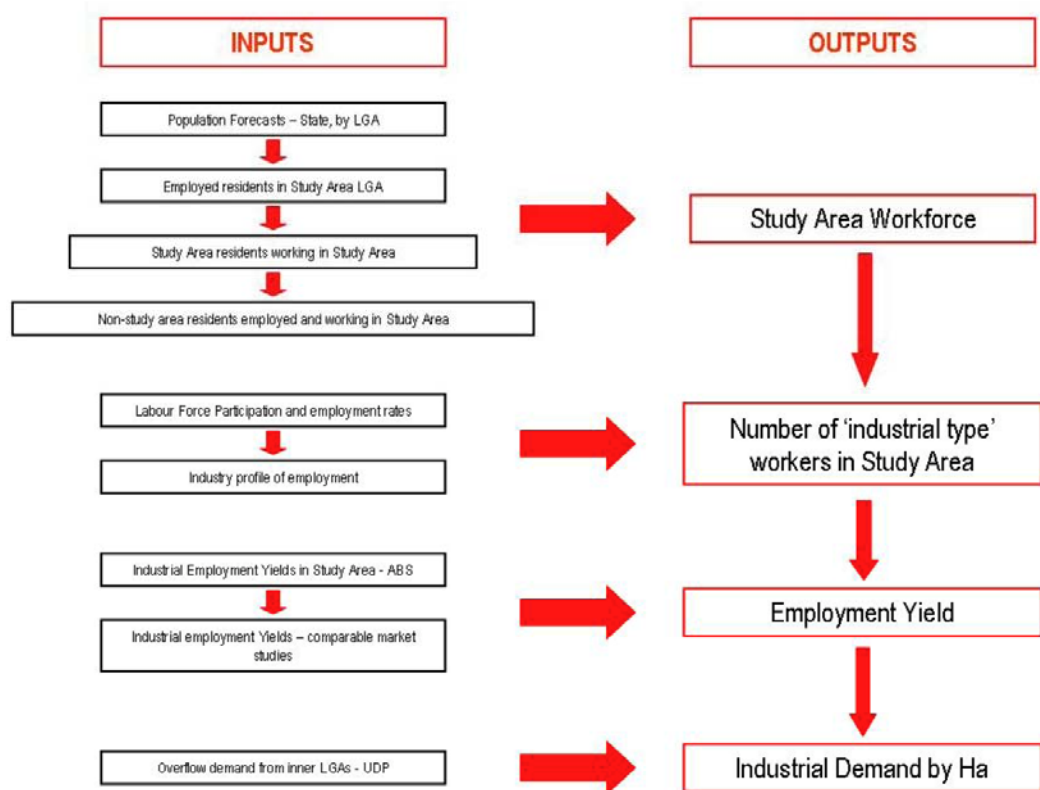 INPUTS
OUTPUTS
Population Forecasts – State, by LGA
Employed residents in Study Area LGA
Study Area Workforce
Study Area residents working in Study Area
Non-study area residents employed and working in Study Area
Labour Force Participation and employment rates
Number of ‘industrial type’
workers in Study Area
Industry profile of employment
Industrial Employment Yields in Study Area - ABS
Employment Yield
Industrial employment Yields – comparable market
studies
Overflow demand from inner LGAs - UDP
Industrial Demand by Ha